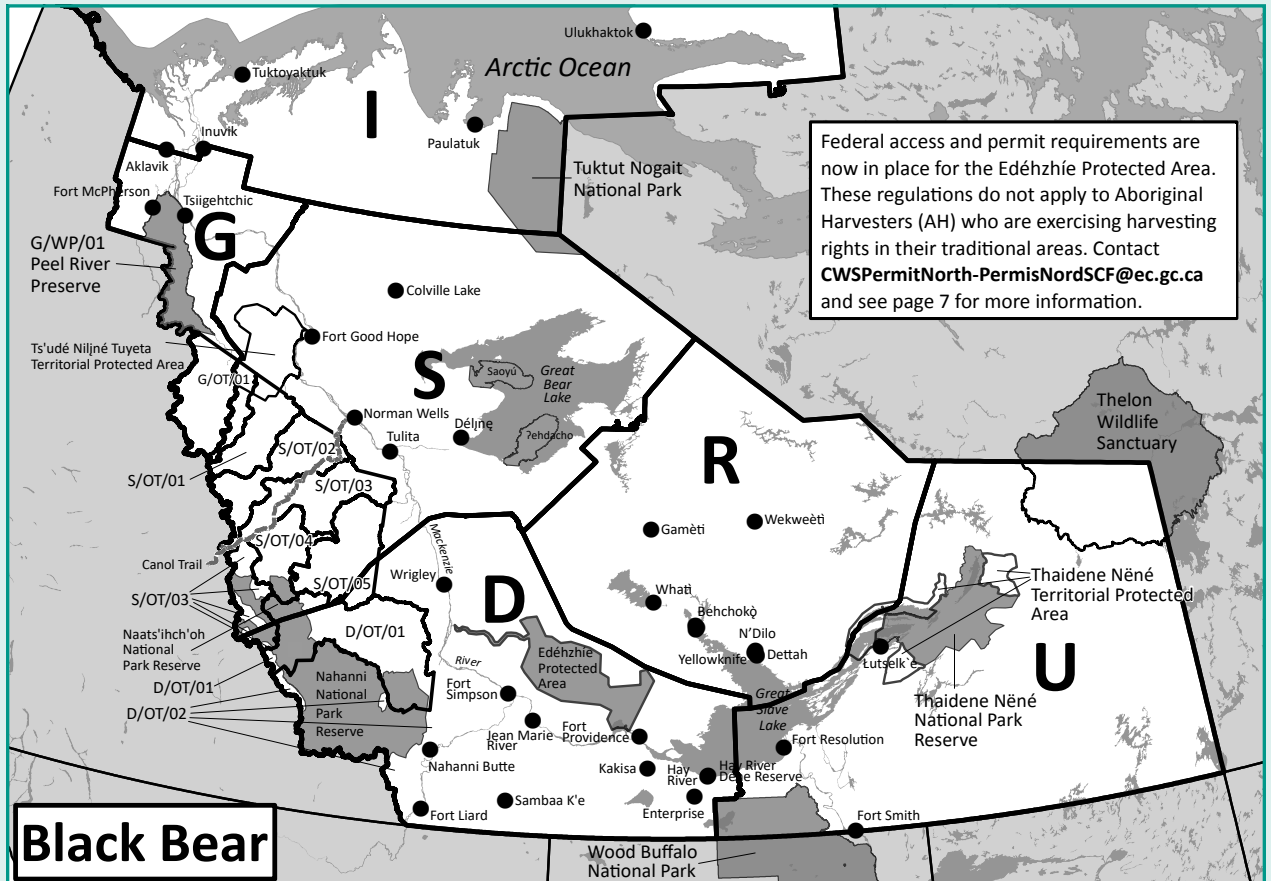 Ulukhaktok
Arctic Ocean
Tuktoyaktuk
I
Paulatuk
Inuvik
Aklavik
Tuktut Nogait
National Park
Fort McPherson
Tsiigehtchic
G
G/WP/01
Peel River
Preserve
Federal access and permit requirements are
now in place for the Edéhzhíe Protected Area.
These regulations do not apply to Aboriginal
Harvesters (AH) who are exercising harvesting
rights in their traditional areas. Contact
CWSPermitNorth-PermisNordSCF@ec.gc.ca
and see page 7 for more information.
Colville Lake
Fort Good Hope
Ts'udé Nilįné Tuyeta
Territorial Protected Area
G/OT/01
S
Saoyú
Great
Bear
Lake
Ɂehdacho
Norman Wells
Délı̨nę
Tulita
S/OT/02
S/OT/01
S/OT/03
Thelon
Wildlife
Sanctuary
R
Gamètì
Wekweètì
S/OT/04
Canol Trail
S/OT/05
S/OT/03
Mackenzie
Wrigley
D
Whatì
Behchokǫ̀
N'Dilo
Yellowknife
Dettah
Thaidene Nëné
Territorial Protected
Area
Łutselk`e
U
Naats'ihch'oh
National
Park Reserve
D/OT/01
D/OT/01
D/OT/02
Nahanni
National
Park
Reserve
River
Edéhzhíe
Protected
Area
Fort
Simpson
Jean Marie
River
Fort
Providence
Great
Slave
Lake
Thaidene Nëné
National Park
Reserve
Fort Resolution
Nahanni Butte
Kakisa
Hay
River
Hay River
Dene Reserve
Sambaa K'e
Enterprise
Fort Liard
Fort Smith
Black Bear
Wood Buffalo
National Park